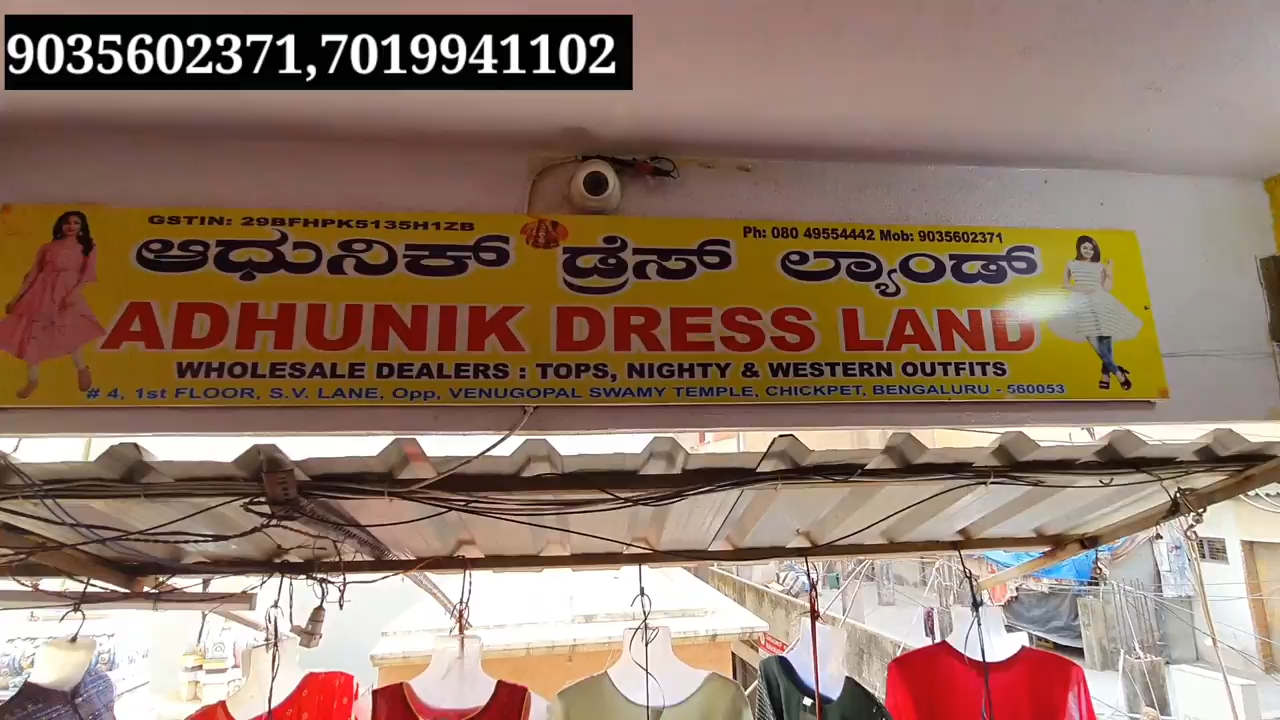 9035602371,7019941102
GSTIN: 29BFHPK5135H1ZB
Ph: 080 49554442 Mob: 9035602371
ಆಧುನಿಕ್ ಡ್ರೆಸ್ ಲ್ಯಾಂಡ್
ADHUNIK DRESS LAND
WHOLESALE DEALERS : TOPS, NIGHTY & WESTERN OUTFITS
# 4, 1st FLOOR, S.V. LANE, Opp, VENUGOPAL SWAMY TEMPLE, CHICKPET, BENGALURU - 560053